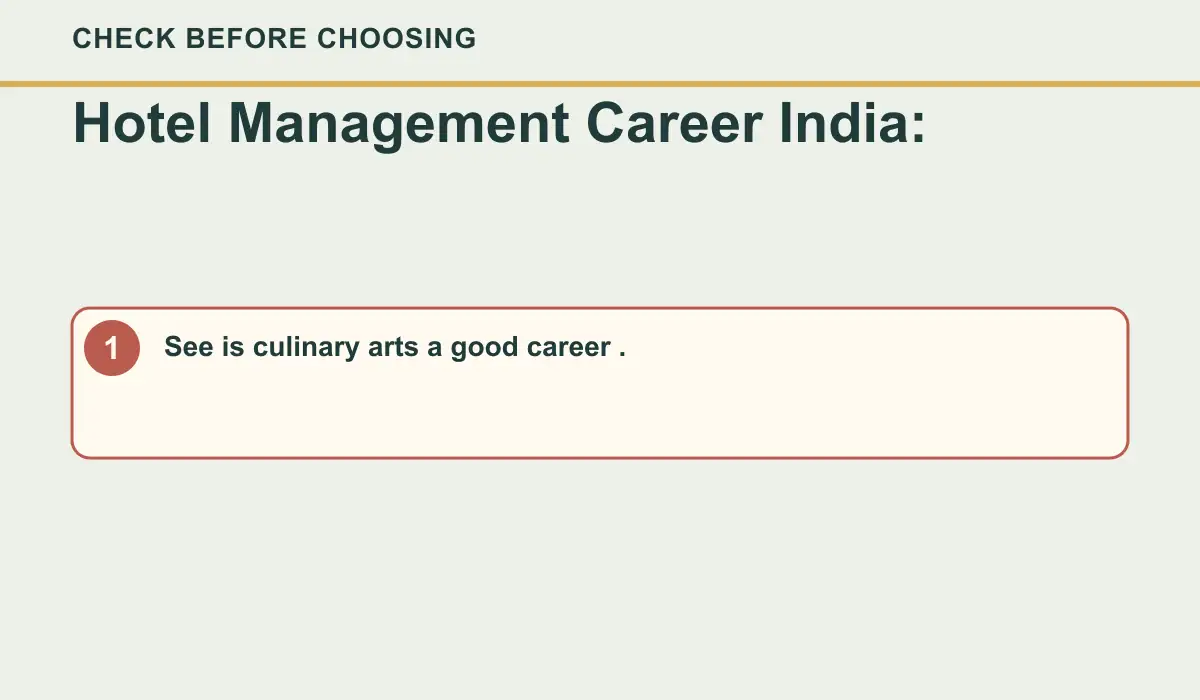 CHECK BEFORE CHOOSING
Hotel Management Career India:
1 See is culinary arts a good career .